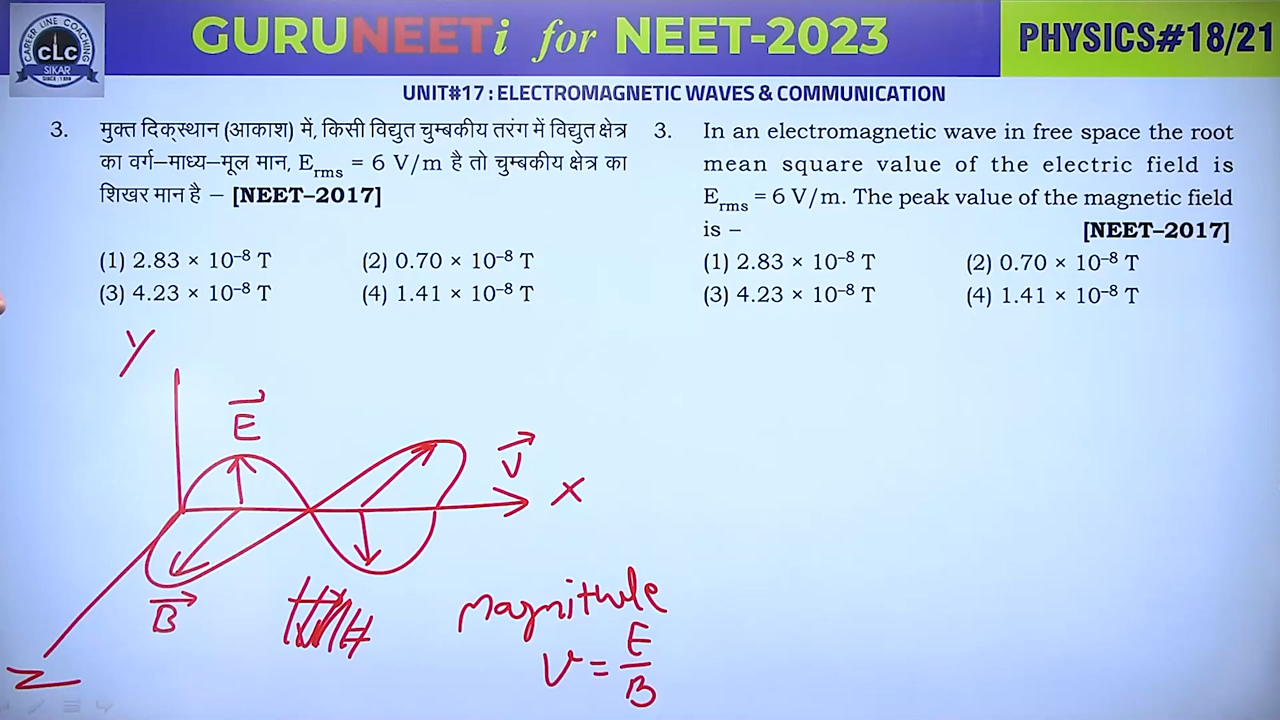 CAREER LINE COACHING
CLC
SIKAR
SINCE : 1996
GURUNEETi for NEET-2023
PHYSICS#18/21
UNIT#17 : ELECTROMAGNETIC WAVES & COMMUNICATION
3. मुक्त दिक्स्थान (आकाश) में, किसी विद्युत चुम्बकीय तरंग में विद्युत क्षेत्र
का वर्ग–माध्य–मूल मान, Erms = 6 V/m है तो चुम्बकीय क्षेत्र का
शिखर मान है – [NEET–2017]
(1) 2.83 × 10–8 T (2) 0.70 × 10–8 T
(3) 4.23 × 10–8 T (4) 1.41 × 10–8 T
3. In an electromagnetic wave in free space the root
mean square value of the electric field is
Erms = 6 V/m. The peak value of the magnetic field
is – [NEET–2017]
(1) 2.83 × 10–8 T (2) 0.70 × 10–8 T
(3) 4.23 × 10–8 T (4) 1.41 × 10–8 T
Y
E
V
X
B
Z
Magnitude
V = E/B